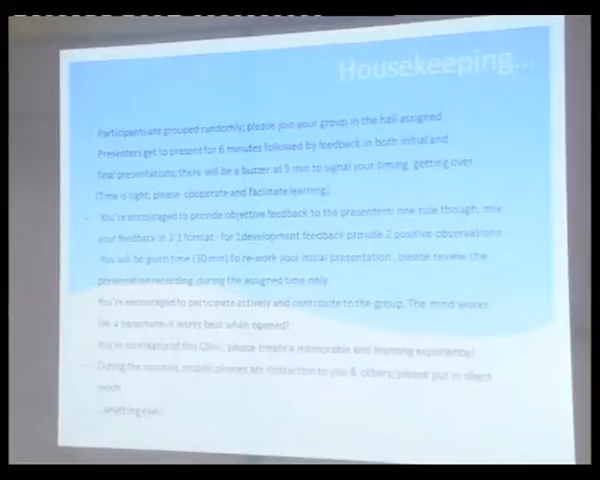 Housekeeping...
Participants are grouped randomly; please join your group in the hall assigned
Presenters get to present for 6 minutes followed by feedback in both initial and
final presentations; there will be a buzzer at 5 min to signal your timing getting over
(Time is tight; please cooperate and facilitate learning)
- You're encouraged to provide objective feedback to the presenters: one rule though, mix
your feedback in 2:1 format - for 1development feedback provide 2 positive observations
You will be given time (30 min) to re-work your initial presentation, please review the
presentation recording during the assigned time only
You're encouraged to participate actively and contribute to the group. The mind works
like a parachute-it works best when opened!
- You're of this Clinic, please create a memorable and learning experience!
- During the sessions, mobile phones are distraction to you & others; please put in silent
mode
...anything else!